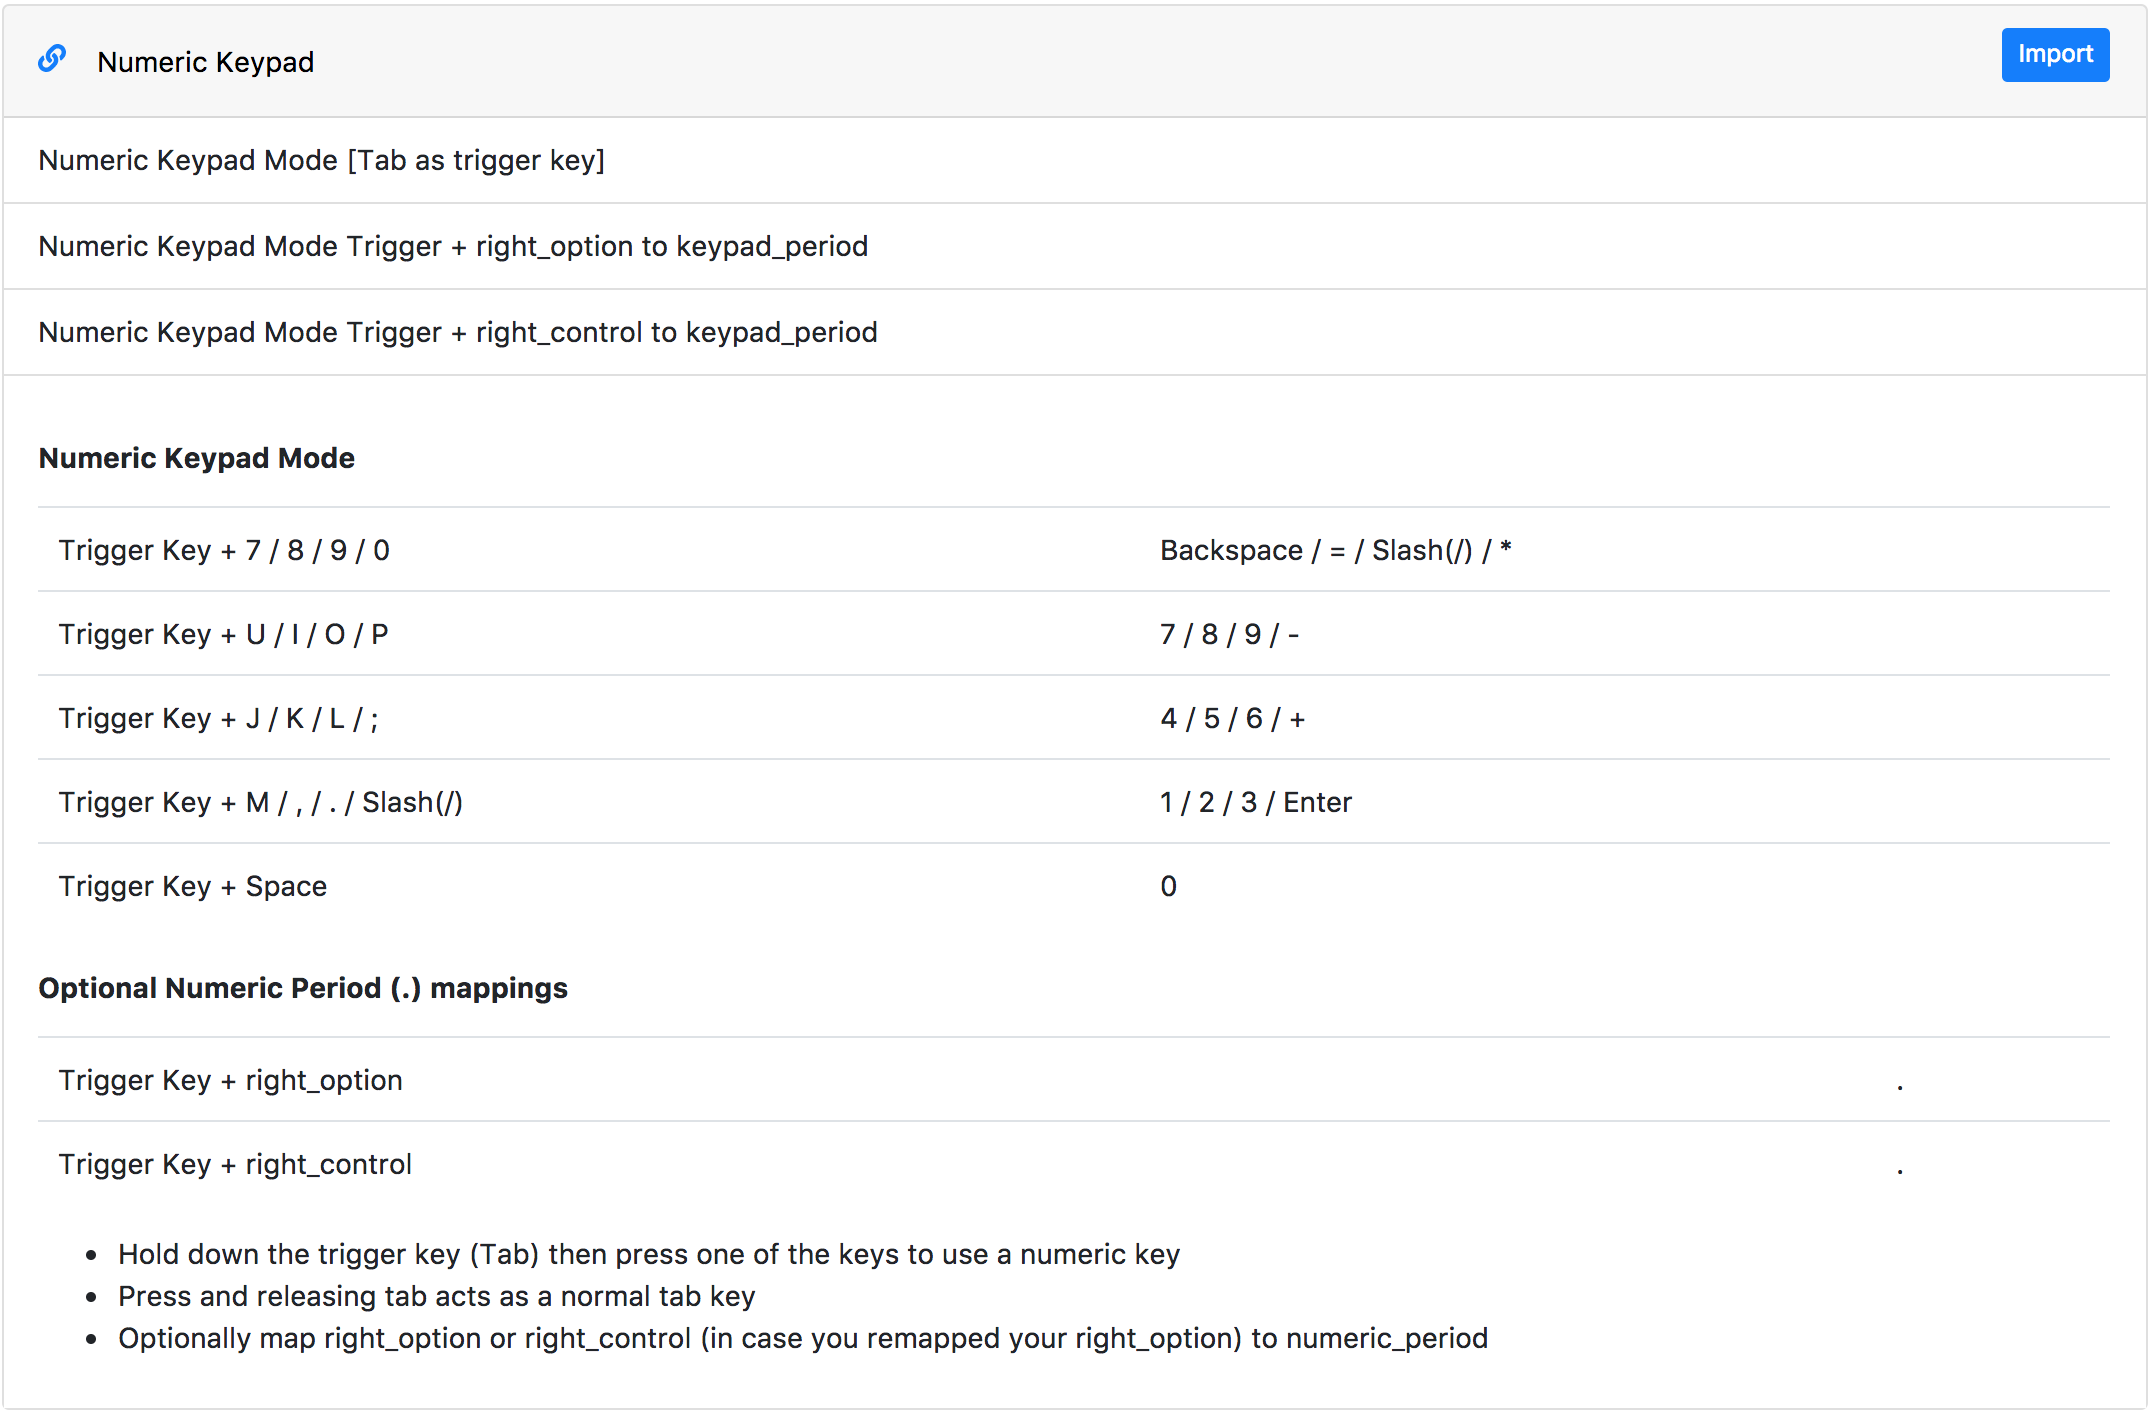 Numeric Keypad
Import
Numeric Keypad Mode [Tab as trigger key]
Numeric Keypad Mode Trigger + right_option to keypad_period
Numeric Keypad Mode Trigger + right_control to keypad_period
Numeric Keypad Mode
Trigger Key + 7 / 8 / 9 / 0 Backspace / = / Slash(/) / *
Trigger Key + U / I / O / P 7 / 8 / 9 / -
Trigger Key + J / K / L / ; 4 / 5 / 6 / +
Trigger Key + M / , / . / Slash(/) 1 / 2 / 3 / Enter
Trigger Key + Space 0
Optional Numeric Period (.) mappings
Trigger Key + right_option .
Trigger Key + right_control .
• Hold down the trigger key (Tab) then press one of the keys to use a numeric key
• Press and releasing tab acts as a normal tab key
• Optionally map right_option or right_control (in case you remapped your right_option) to numeric_period